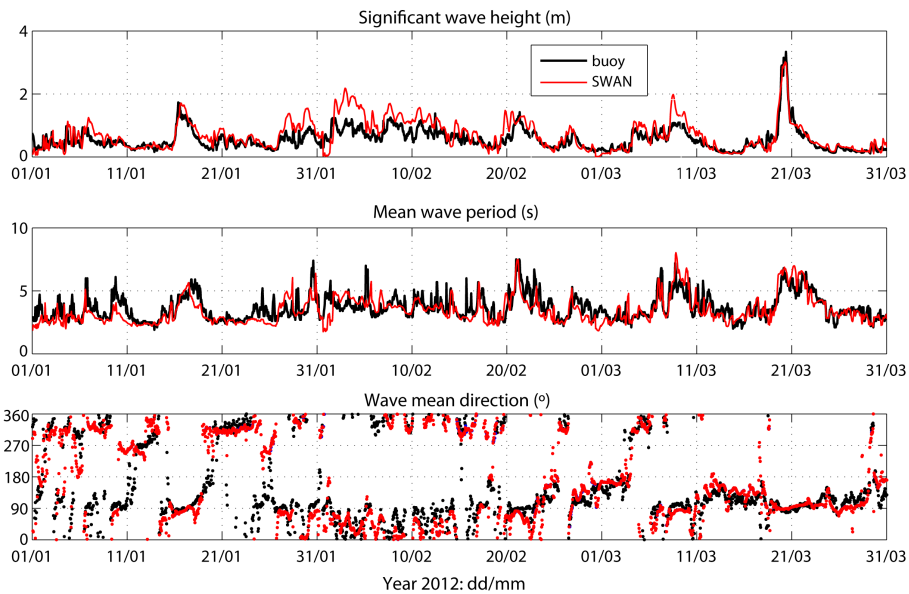 Significant wave height (m)
4
2
0
buoy
SWAN
01/01 11/01 21/01 31/01 10/02 20/02 01/03 11/03 21/03 31/03
Mean wave period (s)
10
5
0
01/01 11/01 21/01 31/01 10/02 20/02 01/03 11/03 21/03 31/03
Wave mean direction (º)
360
270
180
90
0
01/01 11/01 21/01 31/01 10/02 20/02 01/03 11/03 21/03 31/03
Year 2012: dd/mm